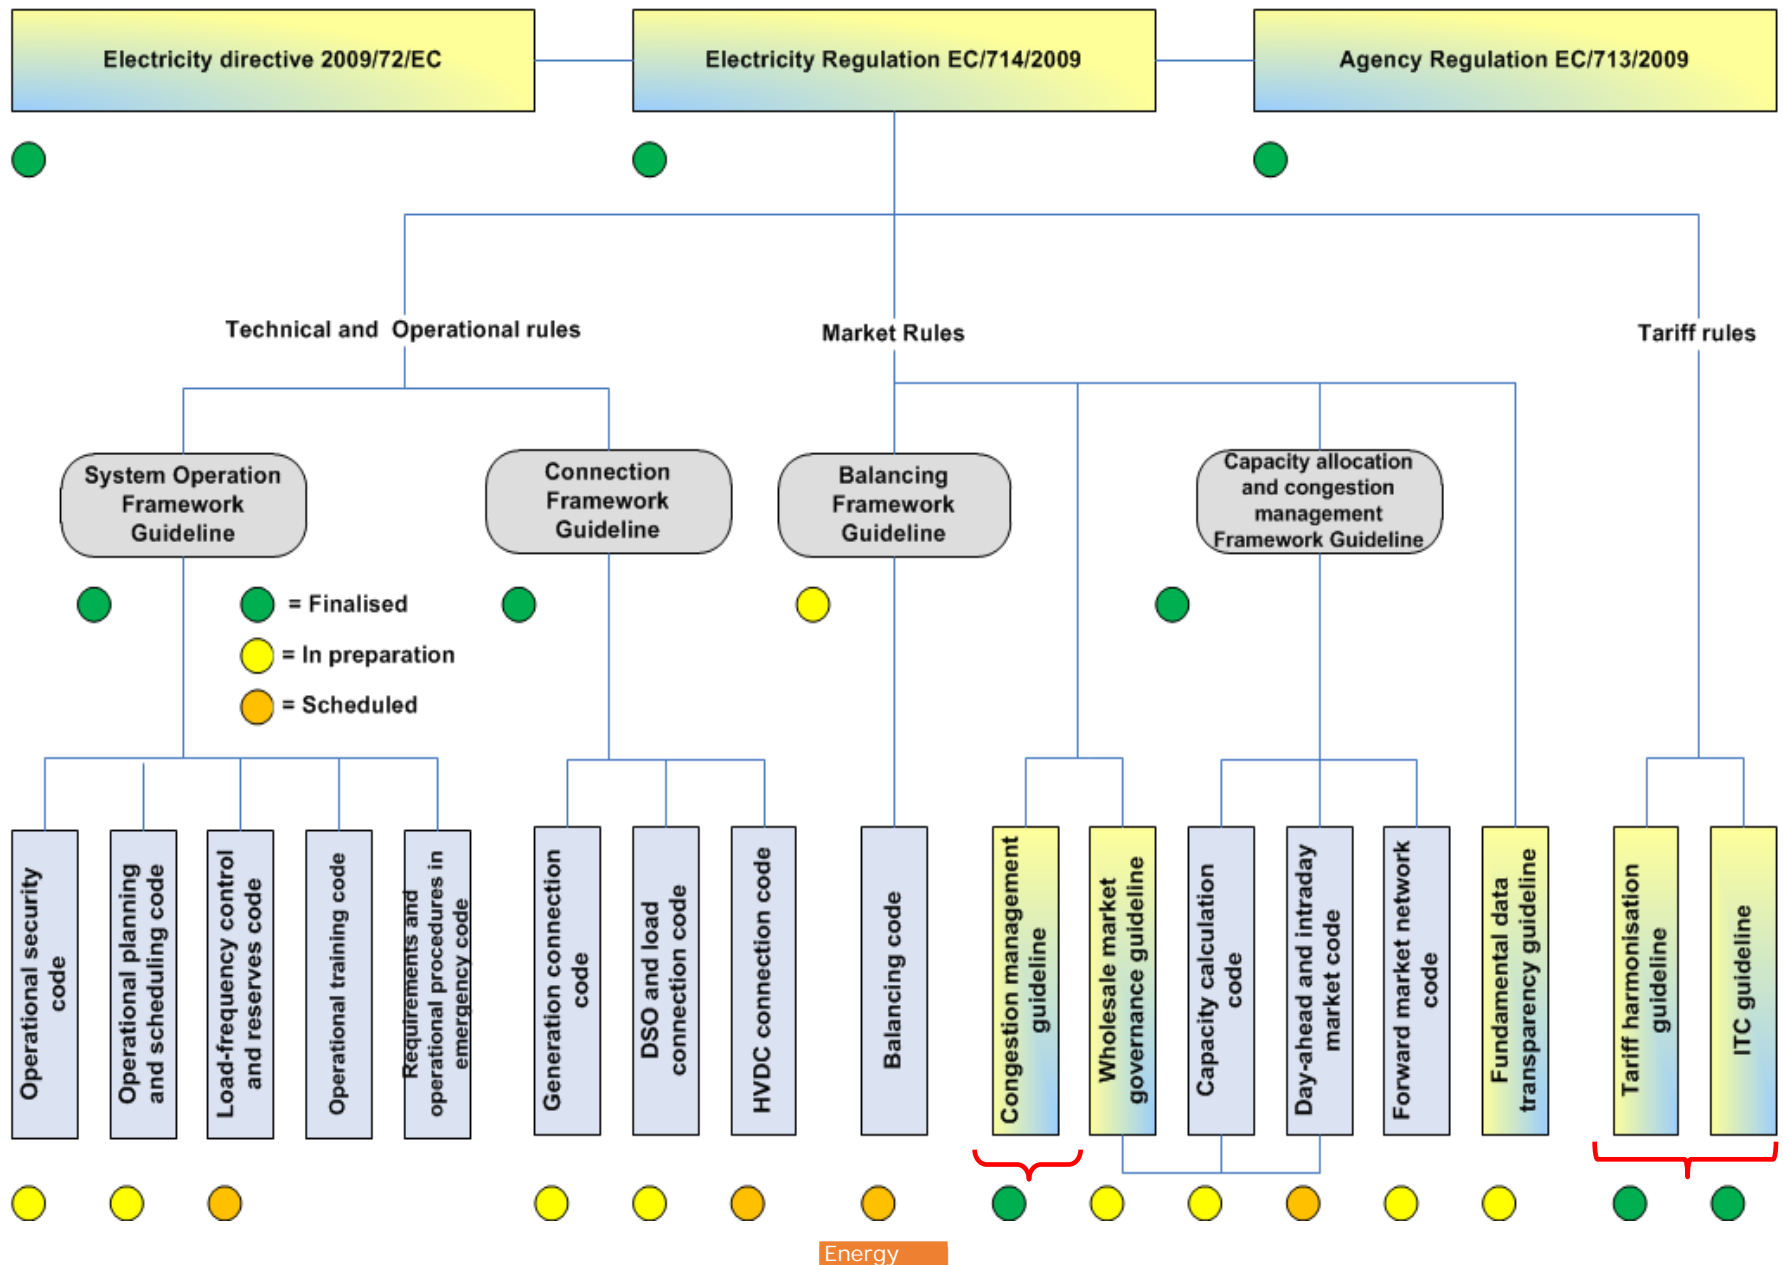 Electricity directive 2009/72/EC
Electricity Regulation EC/714/2009
Agency Regulation EC/713/2009
Technical and Operational rules
Market Rules
Tariff rules
System Operation
Framework
Guideline
Connection
Framework
Guideline
Balancing
Framework
Guideline
Capacity allocation
and congestion
management
Framework Guideline
= Finalised
= In preparation
= Scheduled
Operational security
code
Operational planning
and scheduling code
Load-frequency control
and reserves code
Operational training code
Requirements and
operational procedures in
emergency code
Generation connection
code
DSO and load
connection code
HVDC connection code
Balancing code
Congestion management
guideline
Wholesale market
governance guideline
Capacity calculation
code
Day-ahead and intraday
market code
Forward market network
code
Fundamental data
transparency guideline
Tariff harmonisation
guideline
ITC guideline
Energy